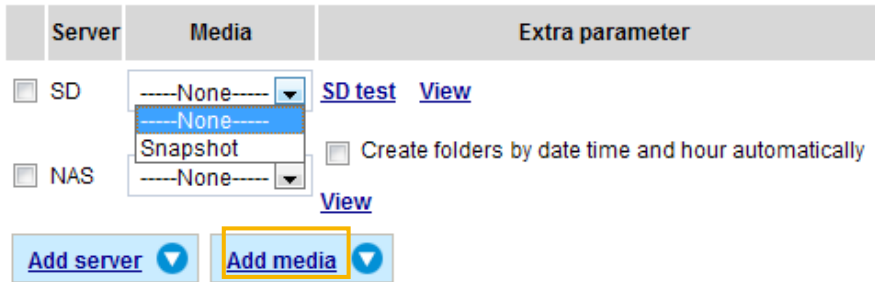 Server Media Extra parameter
SD -----None----- SD test View
-----None-----
Snapshot
Create folders by date time and hour automatically
NAS -----None-----
View
Add server Add media